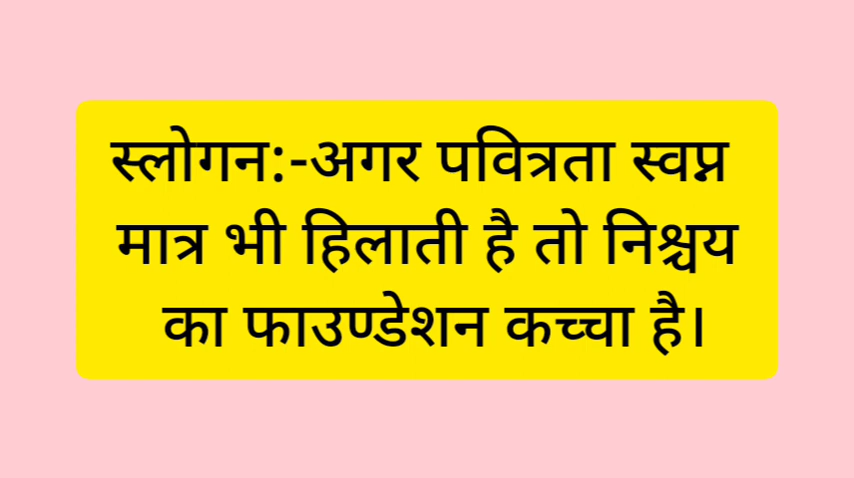 स्लोगन:-अगर पवित्रता स्वप्न
मात्र भी हिलाती है तो निश्चय
का फाउण्डेशन कच्चा है।